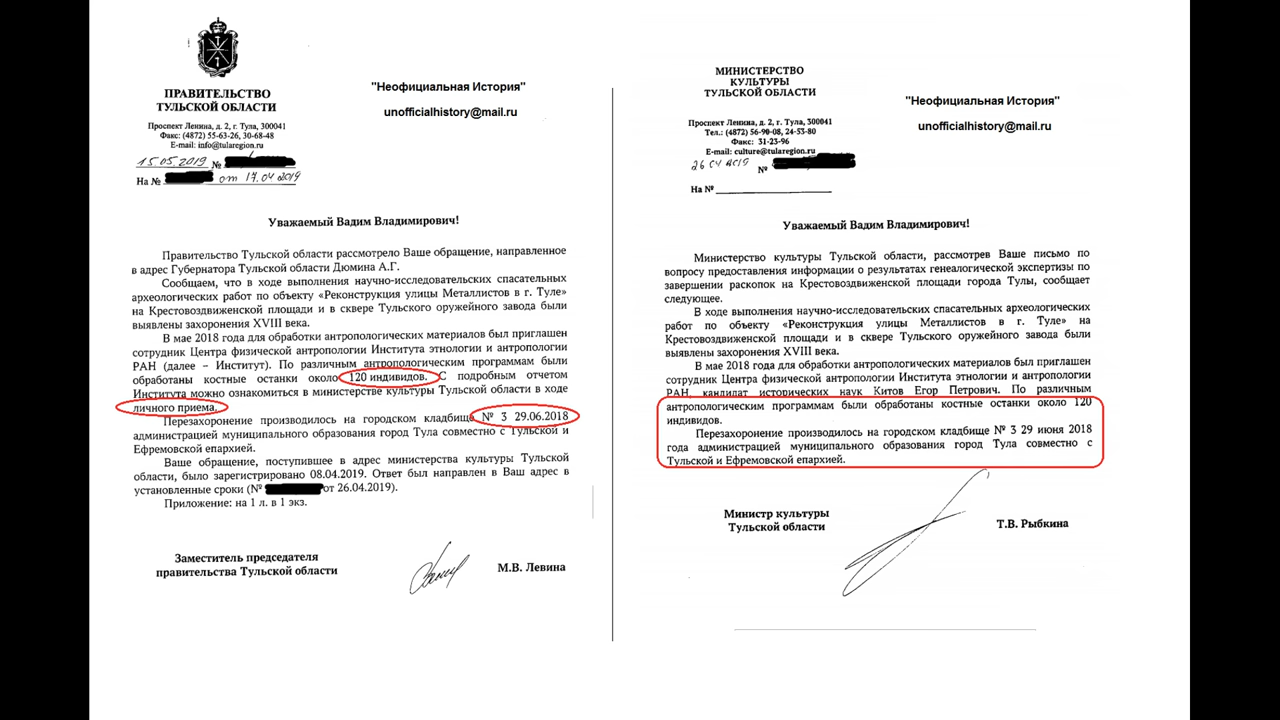 ПРАВИТЕЛЬСТВО
ТУЛЬСКОЙ ОБЛАСТИ
Проспект Ленина, д. 2, г. Тула, 300041
Факс: (4872) 55-63-26, 30-68-48
E-mail: info@tularegion.ru
15.05.2019 №
На № от 17.04 2019
"Неофициальная История"
unofficialhistory@mail.ru
Уважаемый Вадим Владимирович!
Правительство Тульской области рассмотрело Ваше обращение, направленное
в адрес Губернатора Тульской области Дюмина А.Г.
Сообщаем, что в ходе выполнения научно-исследовательских спасательных
археологических работ по объекту «Реконструкция улицы Металлистов в г. Туле»
на Крестовоздвиженской площади и в сквере Тульского оружейного завода были
выявлены захоронения XVIII века.
В мае 2018 года для обработки антропологических материалов был приглашен
сотрудник Центра физической антропологии Института этнологии и антропологии
РАН (далее – Институт). По различным антропологическим программам были
обработаны костные останки около 120 индивидов. С подробным отчетом
Института можно ознакомиться в министерстве культуры Тульской области в ходе
личного приема.
Перезахоронение производилось на городском кладбище № 3 29.06.2018
администрацией муниципального образования город Тула совместно с Тульской и
Ефремовской епархией.
Ваше обращение, поступившее в адрес министерства культуры Тульской
области, было зарегистрировано 08.04.2019. Ответ был направлен в Ваш адрес в
установленные сроки (№ от 26.04.2019).
Приложение: на 1 л. в 1 экз.
Заместитель председателя
правительства Тульской области
М.В. Левина
МИНИСТЕРСТВО
КУЛЬТУРЫ
ТУЛЬСКОЙ ОБЛАСТИ
Проспект Ленина, д. 2, г. Тула, 300041
Тел.: (4872) 56-90-08, 24-53-80
Факс: 31-23-96
E-mail: culture@tularegion.ru
26 04 2019 №
На №
"Неофициальная История"
unofficialhistory@mail.ru
Уважаемый Вадим Владимирович!
Министерство культуры Тульской области, рассмотрев Ваше письмо по
вопросу предоставления информации о результатах генеалогической экспертизы по
завершении раскопок на Крестовоздвиженской площади города Тулы, сообщает
следующее.
В ходе выполнения научно-исследовательских спасательных археологических
работ по объекту «Реконструкция улицы Металлистов в г. Туле» на
Крестовоздвиженской площади и в сквере Тульского оружейного завода были
выявлены захоронения XVIII века.
В мае 2018 года для обработки антропологических материалов был приглашен
сотрудник Центра физической антропологии Института этнологии и антропологии
РАН, кандидат исторических наук Китов Егор Петрович. По различным
антропологическим программам были обработаны костные останки около 120
индивидов.
Перезахоронение производилось на городском кладбище № 3 29 июня 2018
года администрацией муниципального образования город Тула совместно с
Тульской и Ефремовской епархией.
Министр культуры
Тульской области
Т.В. Рыбкина